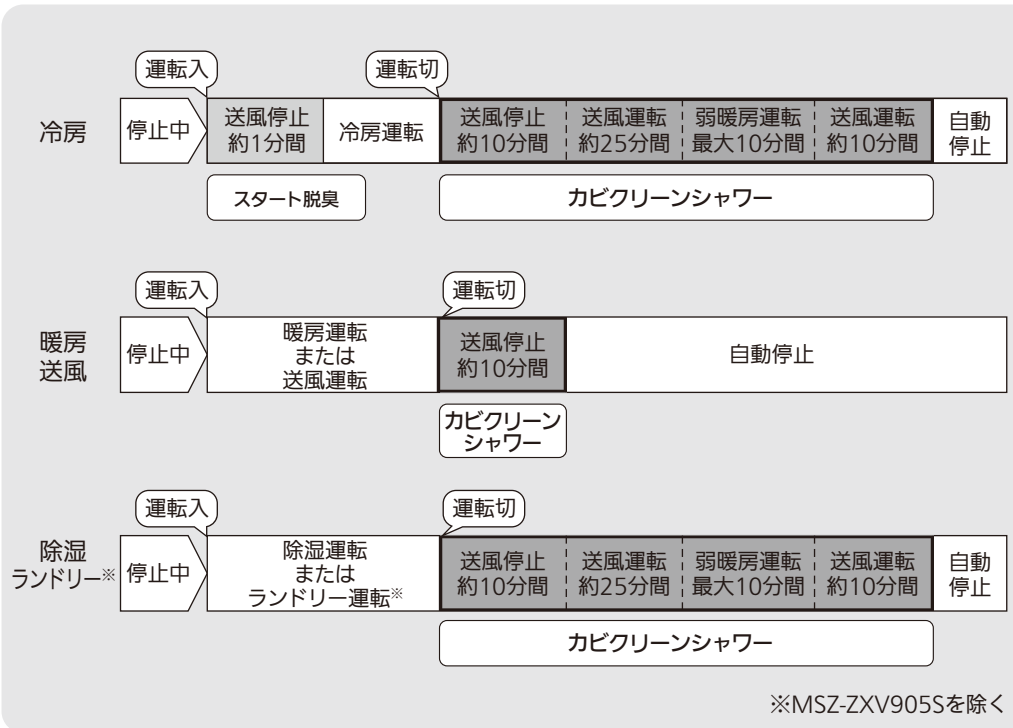 運転入
運転切
冷房
停止中
送風停止
約1分間
冷房運転
送風停止
約10分間
送風運転
約25分間
弱暖房運転
最大10分間
送風運転
約10分間
自動
停止
スタート脱臭
カビクリーンシャワー
運転入
運転切
暖房
送風
停止中
暖房運転
または
送風運転
送風停止
約10分間
自動停止
カビクリーン
シャワー
運転入
運転切
除湿
ランドリー※
停止中
除湿運転
または
ランドリー運転※
送風停止
約10分間
送風運転
約25分間
弱暖房運転
最大10分間
送風運転
約10分間
自動
停止
カビクリーンシャワー
※MSZ-ZXV905Sを除く